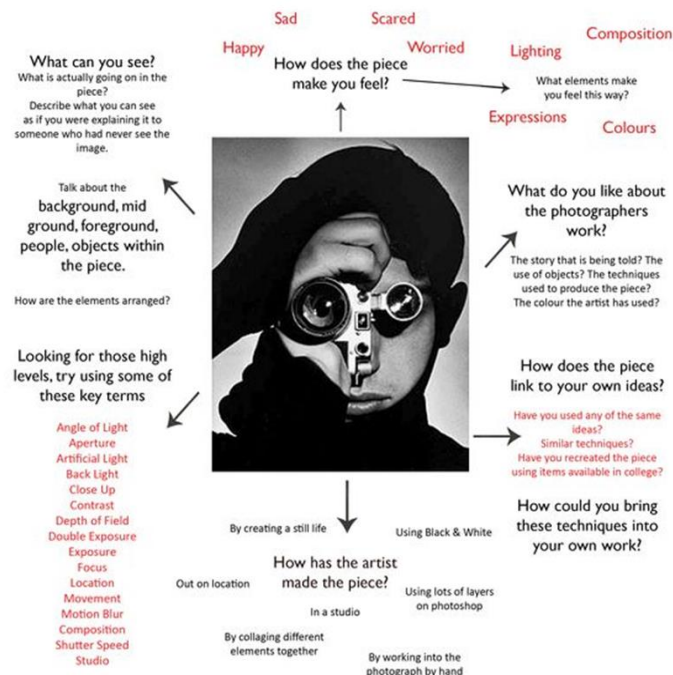 Sad
Scared
Happy
Worried
How does the piece
make you feel?
Lighting
Composition
What elements make
you feel this way?
Expressions
Colours
What can you see?
What is actually going on in the
piece?
Describe what you can see
as if you were explaining it to
someone who had never see the
image.
Talk about the
background, mid
ground, foreground,
people, objects within
the piece.
How are the elements arranged?
What do you like about
the photographers
work?
The story that is being told? The
use of objects? The techniques
used to produce the piece?
The colour the artist has used?
Looking for those high
levels, try using some of
these key terms
Angle of Light
Aperture
Artificial Light
Back Light
Close Up
Contrast
Depth of Field
Double Exposure
Exposure
Focus
Location
Movement
Motion Blur
Composition
Shutter Speed
Studio
How does the piece
link to your own ideas?
Have you used any of the same
ideas?
Similar techniques?
Have you recreated the piece
using items available in college?
How could you bring
these techniques into
your own work?
By creating a still life
Using Black & White
How has the artist
made the piece?
Out on location
Using lots of layers
on photoshop
In a studio
By collaging different
elements together
By working into the
photograph by hand